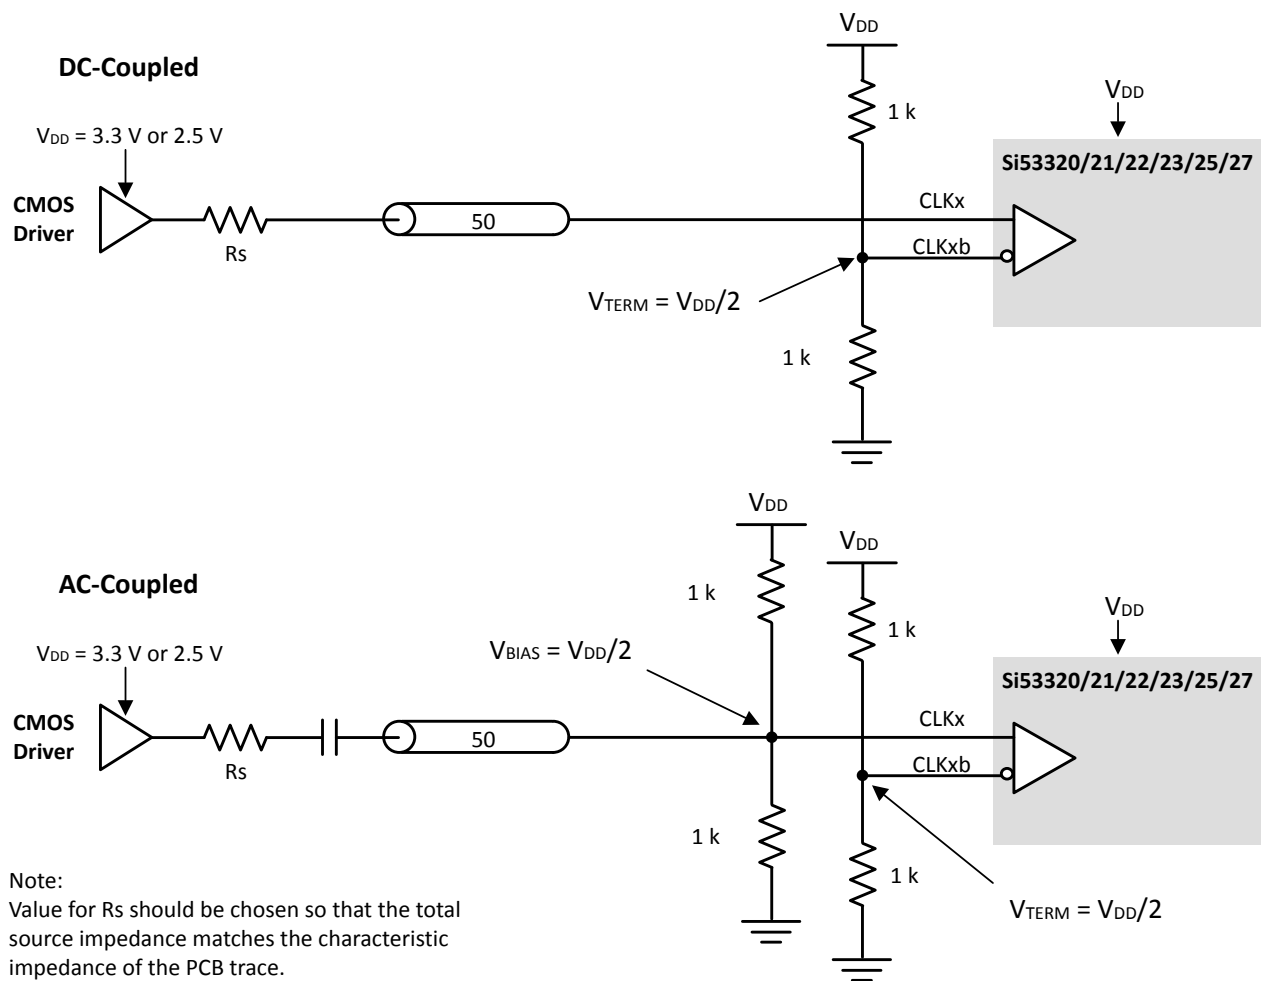 DC-Coupled
VDD = 3.3 V or 2.5 V
CMOS
Driver
Rs
50
VDD
1 k
VTERM = VDD/2
1 k
CLKx
CLKxb
VDD
Si53320/21/22/23/25/27
AC-Coupled
VDD = 3.3 V or 2.5 V
CMOS
Driver
Rs
50
VBIAS = VDD/2
VDD
1 k
1 k
VDD
1 k
1 k
CLKx
CLKxb
VTERM = VDD/2
VDD
Si53320/21/22/23/25/27
Note:
Value for Rs should be chosen so that the total
source impedance matches the characteristic
impedance of the PCB trace.